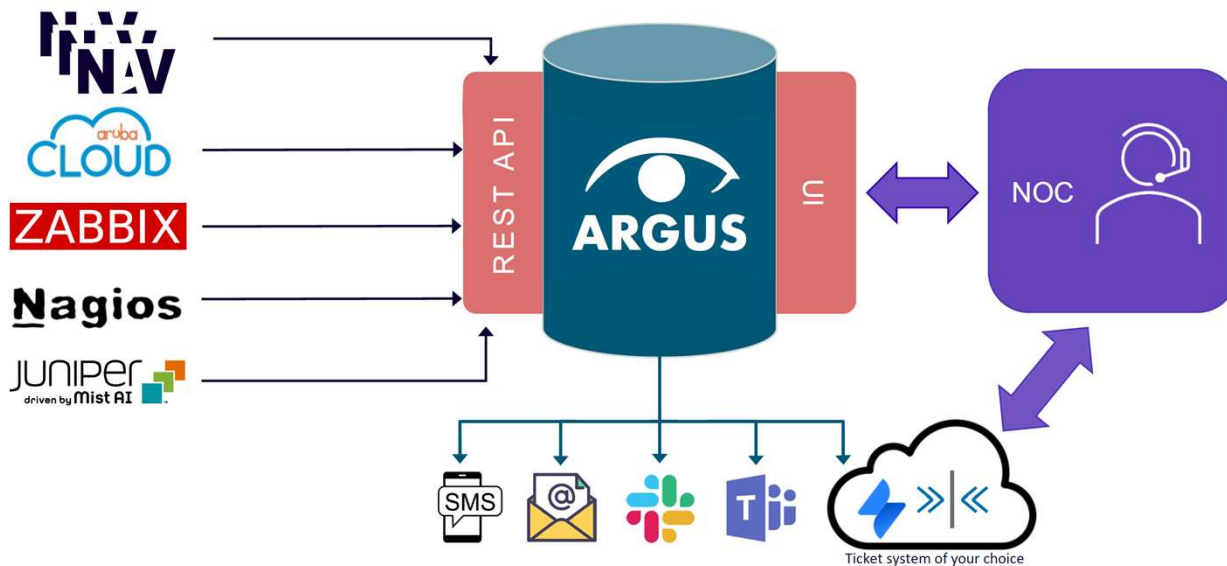 NAV
aruba
CLOUD
ZABBIX
Nagios
JUNIPER
driven by Mist AI
REST API
ARGUS
UI
NOC
SMS
@
T
Ticket system of your choice